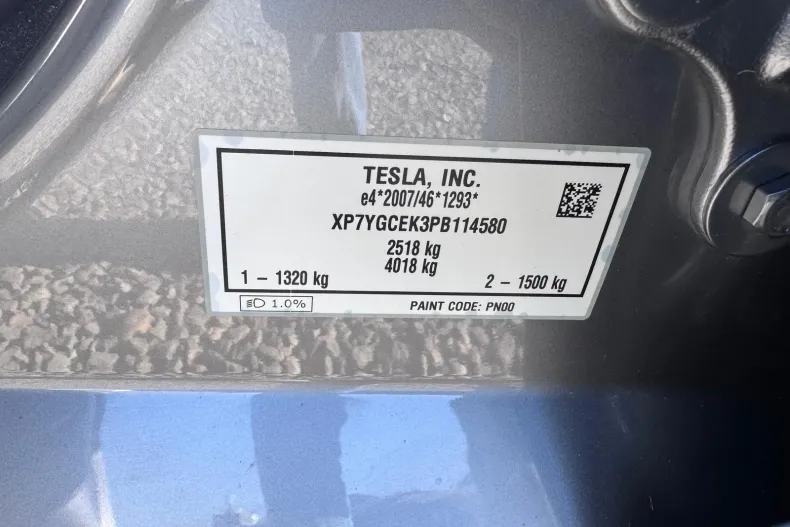 TESLA, INC.
e4*2007/46*1293*
XP7YGCEK3PB114580
2518 kg
4018 kg
1 – 1320 kg 2 – 1500 kg
1.0% PAINT CODE: PN00